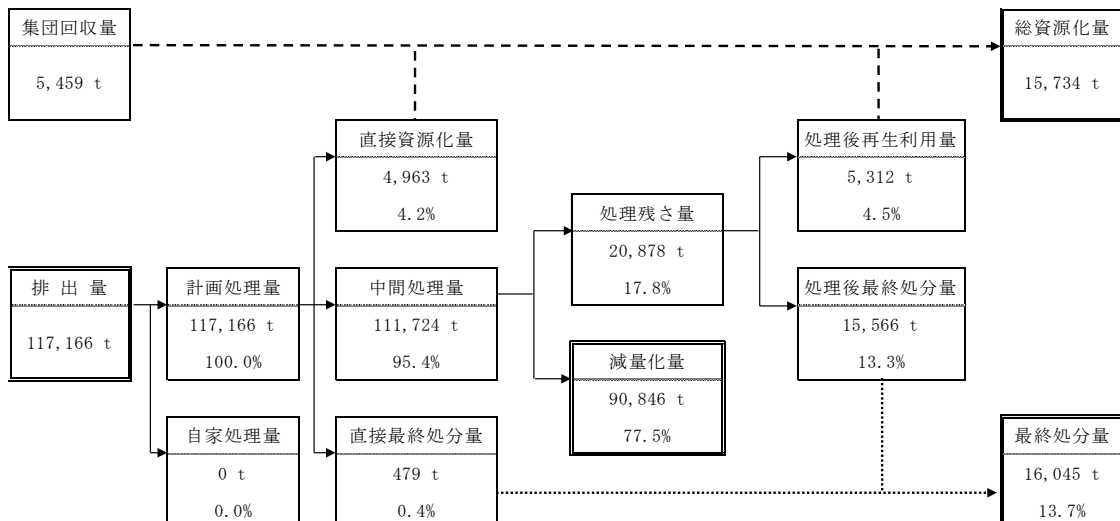 集団回収量
5,459 t
総資源化量
15,734 t
直接資源化量
4,963 t
4.2%
処理後再生利用量
5,312 t
4.5%
処理残さ量
20,878 t
17.8%
排 出 量
117,166 t
計画処理量
117,166 t
100.0%
中間処理量
111,724 t
95.4%
処理後最終処分量
15,566 t
13.3%
減量化量
90,846 t
77.5%
自家処理量
0 t
0.0%
直接最終処分量
479 t
0.4%
最終処分量
16,045 t
13.7%